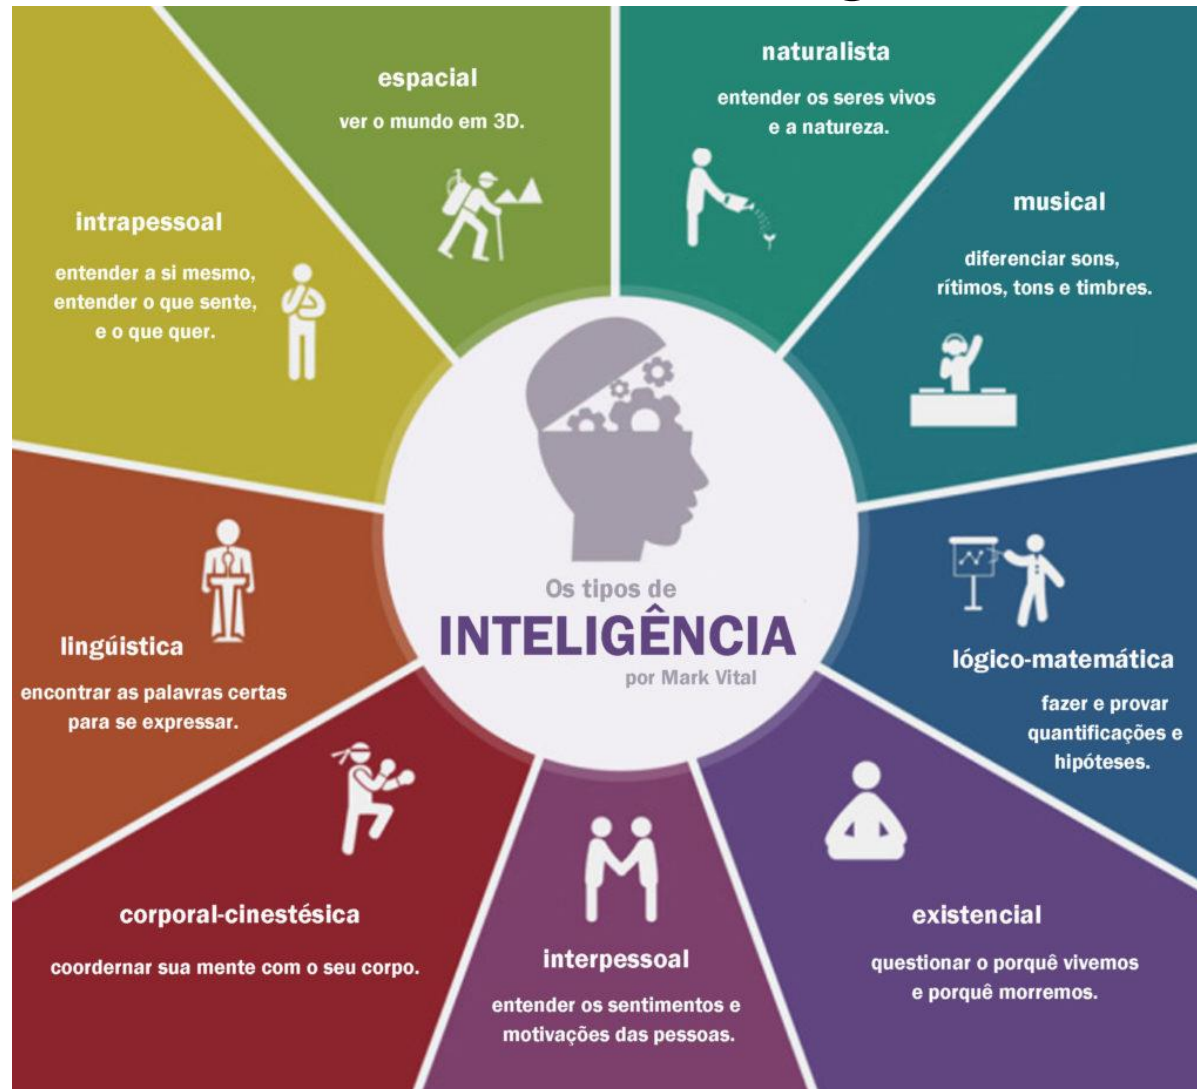 espacial
ver o mundo em 3D.
naturalista
entender os seres vivos
e a natureza.
musical
diferenciar sons,
rítimos, tons e timbres.
intrapessoal
entender a si mesmo,
entender o que sente,
e o que quer.
Os tipos de
INTELIGÊNCIA
por Mark Vital
lingúistica
encontrar as palavras certas
para se expressar.
lógico-matemática
fazer e provar
quantificações e
hipóteses.
corporal-cinestésica
coordernar sua mente com o seu corpo.
interpessoal
entender os sentimentos e
motivações das pessoas.
existencial
questionar o porquê vivemos
e porquê morremos.